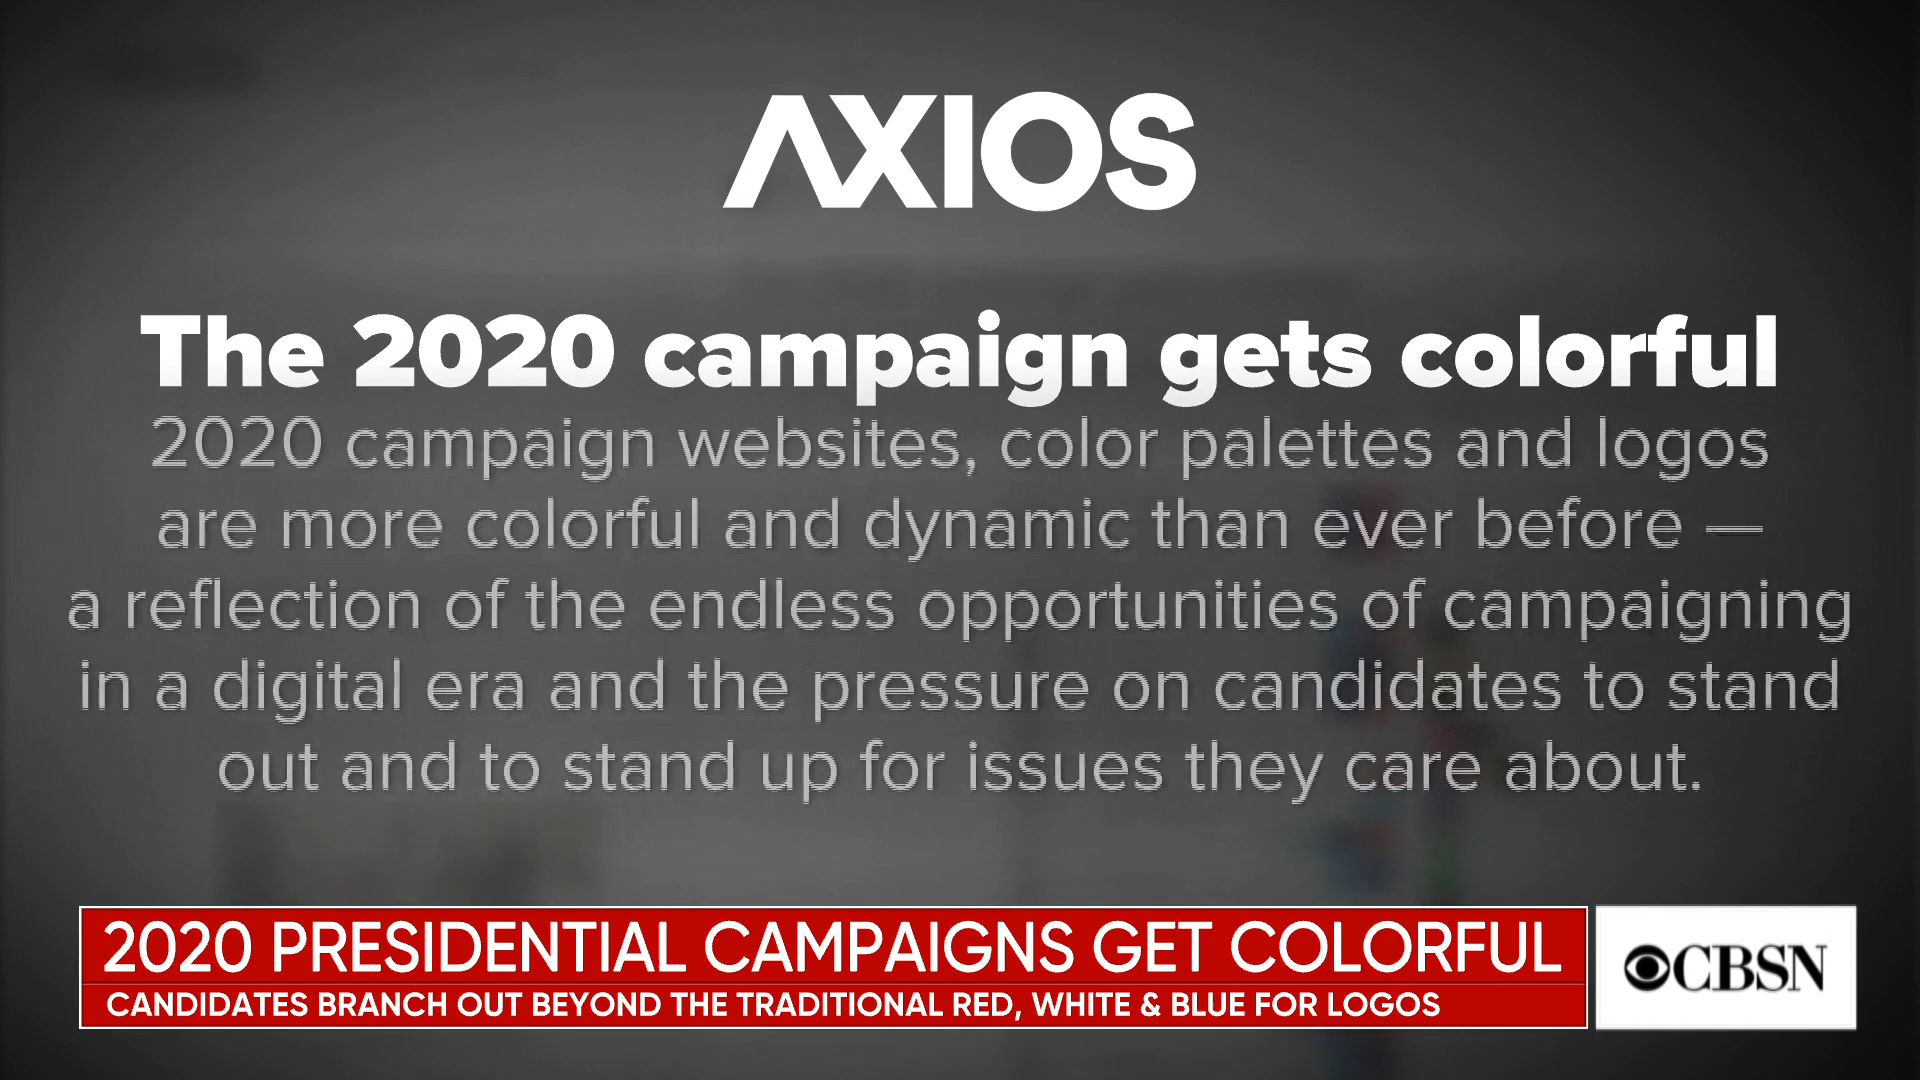 AXIOS
The 2020 campaign gets colorful
2020 campaign websites, color palettes and logos
are more colorful and dynamic than ever before —
a reflection of the endless opportunities of campaigning
in a digital era and the pressure on candidates to stand
out and to stand up for issues they care about.
2020 PRESIDENTIAL CAMPAIGNS GET COLORFUL
CANDIDATES BRANCH OUT BEYOND THE TRADITIONAL RED, WHITE & BLUE FOR LOGOS
CBSN